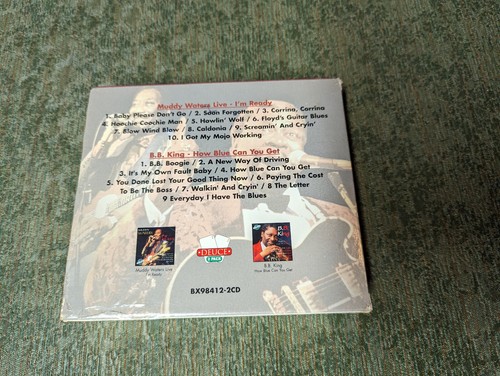 Muddy Waters Live - I'm Ready
1. Baby Please Don't Go / 2. Soon Forgotten / 3. Corrina, Corrina
4. Hoochie Coochie Man / 5. Howlin' Wolf / 6. Floyd's Guitar Blues
7. Blow Wind Blow / 8. Caldonia / 9. Screamin' And Cryin'
10. I Got My Mojo Working
B.B. King - How Blue Can You Get
1. B.B. Boogie / 2. A New Way Of Driving
3. It's My Own Fault Baby / 4. How Blue Can You Get
5. You Done Lost Your Good Thing Now / 6. Paying The Cost
To Be The Boss / 7. Walkin' And Cryin' / 8 The Letter
9 Everyday I Have The Blues
DEUCE
2 PACK
B.B.
King
Muddy Waters Live
I'm Ready
B.B. King
How Blue Can You Get
BX98412-2CD